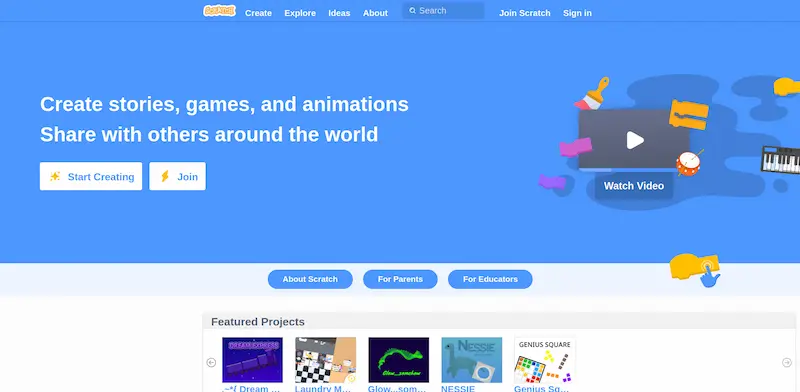 SCRATCH
Create Explore Ideas About Search Join Scratch Sign in
Create stories, games, and animations
Share with others around the world
Start Creating Join
Watch Video
About Scratch For Parents For Educators
Featured Projects
NESSIE
GENIUS SQUARE
.~*{ Dream ... Laundry M... Glow...som... NESSIE Genius Sq...